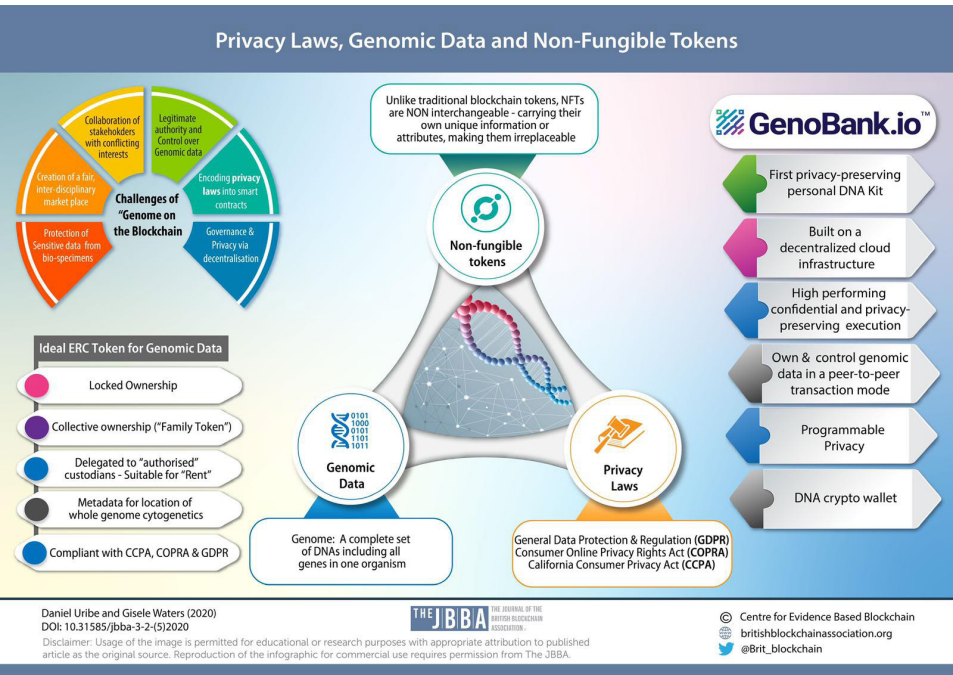 Privacy Laws, Genomic Data and Non-Fungible Tokens
Collaboration of
stakehokders
with conflicting
interests
Legitimate
authority and
Control over
Genomic data
Creation of a fair,
inter-disciplinary
market place
Encoding privacy
laws into smart
contracts
Protection of
Sensitive data from
bio-specimens
Governance &
Privacy via
decentralisation
Challenges of
"Genome on
the Blockchain
Unlike traditional blockchain tokens, NFTs
are NON interchangeable - carrying their
own unique information or
attributes, making them irreplaceable
Non-fungible
tokens
GenoBank.io™
First privacy-preserving
personal DNA Kit
Built on a
decentralized cloud
infrastructure
High performing
confidential and privacy-
preserving execution
Own & control genomic
data in a peer-to-peer
transaction mode
Programmable
Privacy
DNA crypto wallet
Ideal ERC Token for Genomic Data
Locked Ownership
Collective ownership ("Family Token")
Delegated to "authorised"
custodians - Suitable for "Rent"
Metadata for location of
whole genome cytogenetics
Compliant with CCPA, COPRA & GDPR
0101
1000
0101
1101
1011
Genomic
Data
Genome: A complete set
of DNAs including all
genes in one organism
Privacy
Laws
General Data Protection & Regulation (GDPR)
Consumer Online Privacy Rights Act (COPRA)
California Consumer Privacy Act (CCPA)
Daniel Uribe and Gisele Waters (2020)
DOI: 10.31585/jbba-3-2-(5)2020
Disclaimer: Usage of the image is permitted for educational or research purposes with appropriate attribution to published
article as the original source. Reproduction of the infographic for commercial use requires permission from The JBBA.
THE JBBA
THE JOURNAL OF THE
BRITISH BLOCKCHAIN
ASSOCIATION
© Centre for Evidence Based Blockchain
britishblockchainassociation.org
@Brit_blockchain